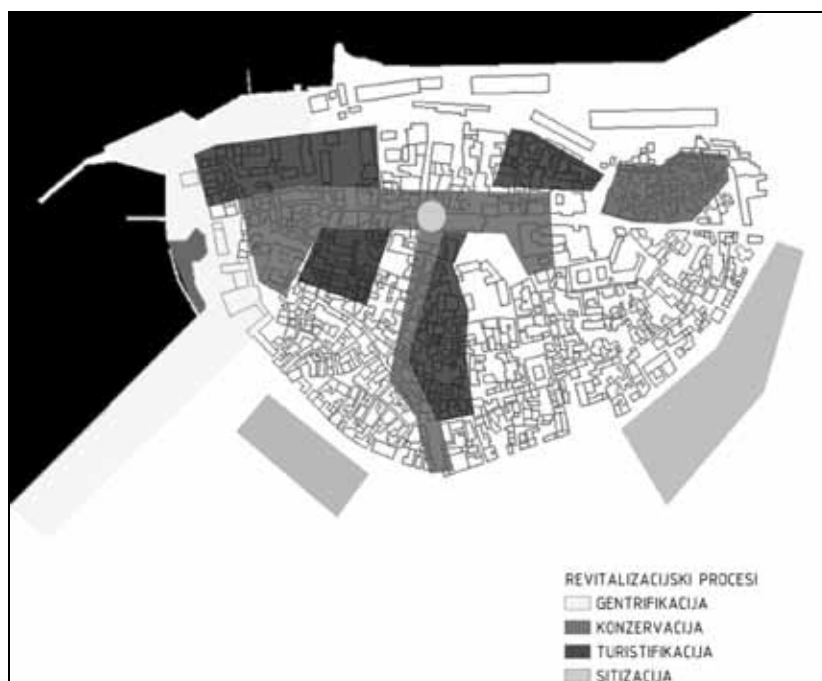 REVITALIZACIJSKI PROCESI
GENTRIFIKACIJA
KONZERVACIJA
TURISTIFIKACIJA
SITIZACIJA